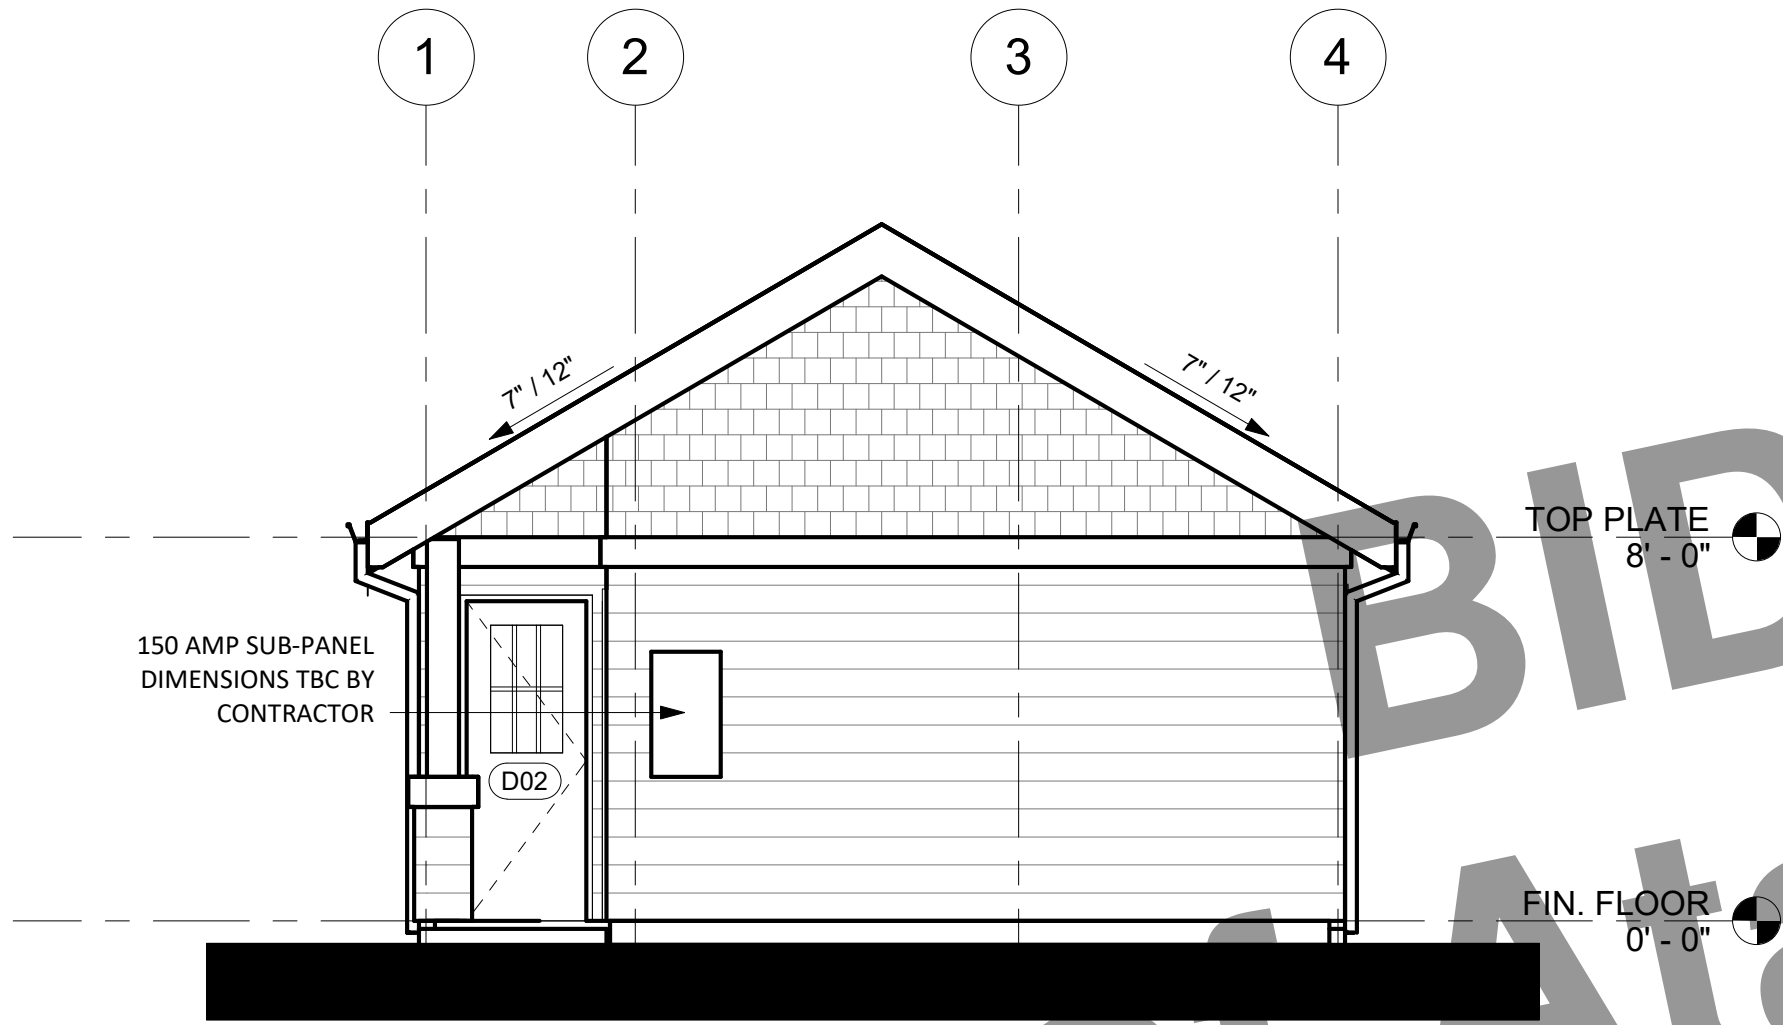 1
2
3
4
7" / 12"
7" / 12"
BID
TOP PLATE
8' - 0"
150 AMP SUB-PANEL
DIMENSIONS TBC BY
CONTRACTOR
D02
FIN. FLOOR
0' - 0"